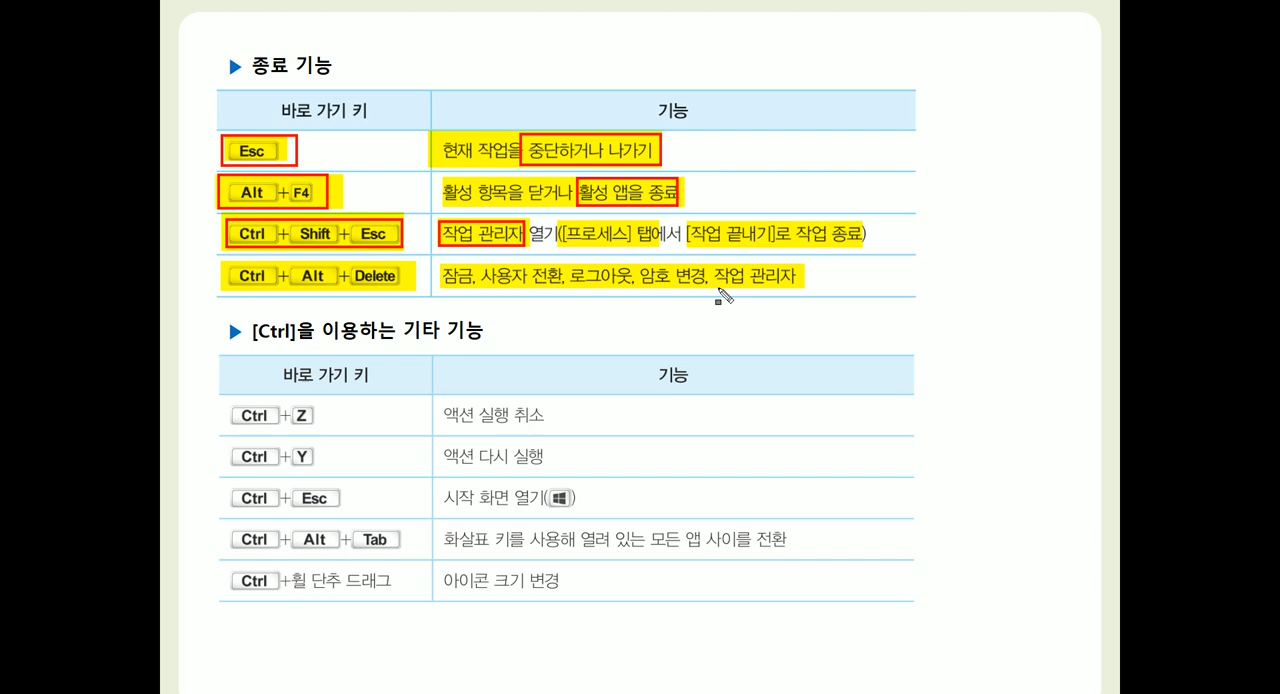 ▶ 종료 기능
바로 가기 키 기능
Esc 현재 작업을 중단하거나 나가기
Alt+F4 활성 항목을 닫거나 활성 앱을 종료
Ctrl+Shift+Esc 작업 관리자 열기([프로세스] 탭에서 [작업 끝내기]로 작업 종료)
Ctrl+Alt+Delete 잠금, 사용자 전환, 로그아웃, 암호 변경, 작업 관리자
▶ [Ctrl]을 이용하는 기타 기능
바로 가기 키 기능
Ctrl+Z 액션 실행 취소
Ctrl+Y 액션 다시 실행
Ctrl+Esc 시작 화면 열기()
Ctrl+Alt+Tab 화살표 키를 사용해 열려 있는 모든 앱 사이를 전환
Ctrl+휠 단추 드래그 아이콘 크기 변경